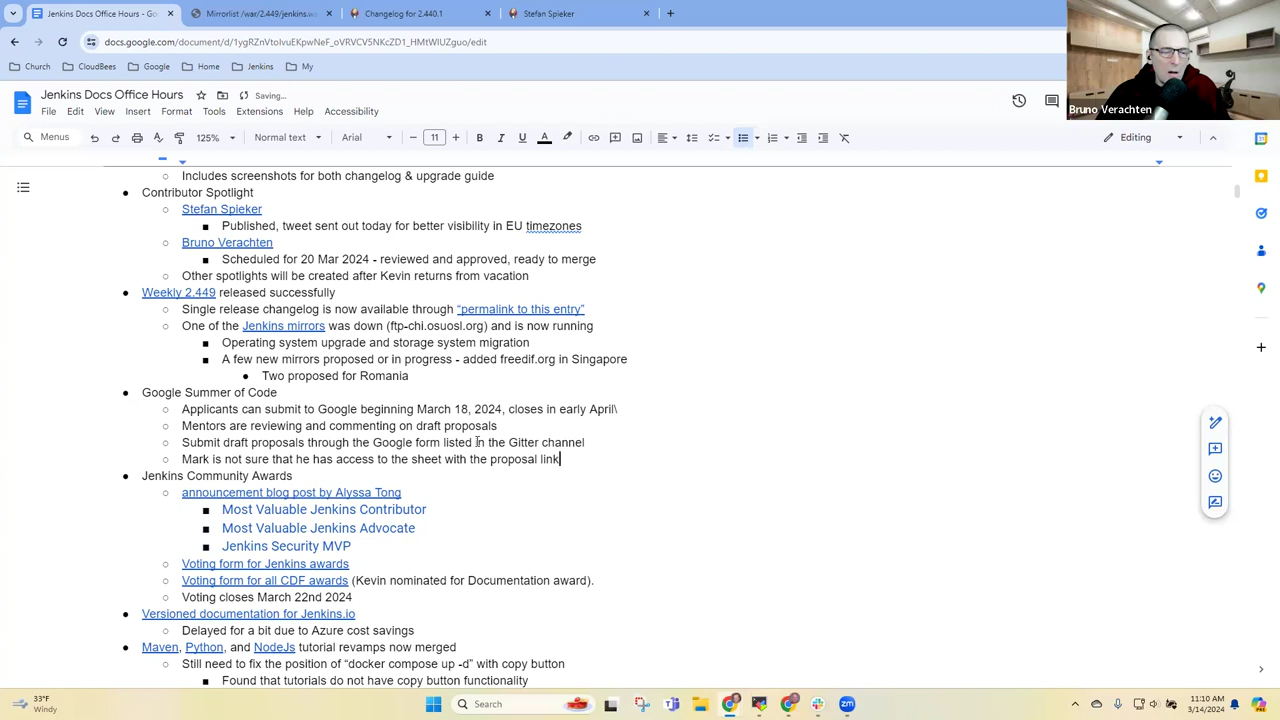 Jenkins Docs Office Hours - G
Mirrorlist /war/2.449/jenkins.w
Changelog for 2.440.1
Stefan Spieker
docs.google.com/document/d/1ygRZnVtoIvuEKpwNeF_oVRVCV5NKcZD1_HMtWIUZguo/edit
Church
CloudBees
Google
Home
Jenkins
My
Bruno Verachten
Jenkins Docs Office Hours
Saving...
File Edit View Insert Format Tools Extensions Help Accessibility
Menus 125% Normal text Arial 11 Editing
Includes screenshots for both changelog & upgrade guide
Contributor Spotlight
Stefan Spieker
Published, tweet sent out today for better visibility in EU timezones
Bruno Verachten
Scheduled for 20 Mar 2024 - reviewed and approved, ready to merge
Other spotlights will be created after Kevin returns from vacation
Weekly 2.449 released successfully
Single release changelog is now available through “permalink to this entry”
One of the Jenkins mirrors was down (ftp-chi.osuosl.org) and is now running
Operating system upgrade and storage system migration
A few new mirrors proposed or in progress - added freedif.org in Singapore
Two proposed for Romania
Google Summer of Code
Applicants can submit to Google beginning March 18, 2024, closes in early April\
Mentors are reviewing and commenting on draft proposals
Submit draft proposals through the Google form listed in the Gitter channel
Mark is not sure that he has access to the sheet with the proposal link
Jenkins Community Awards
announcement blog post by Alyssa Tong
Most Valuable Jenkins Contributor
Most Valuable Jenkins Advocate
Jenkins Security MVP
Voting form for Jenkins awards
Voting form for all CDF awards (Kevin nominated for Documentation award).
Voting closes March 22nd 2024
Versioned documentation for Jenkins.io
Delayed for a bit due to Azure cost savings
Maven, Python, and NodeJs tutorial revamps now merged
Still need to fix the position of “docker compose up -d” with copy button
Found that tutorials do not have copy button functionality
33°F
Windy
Search
11:10 AM
3/14/2024